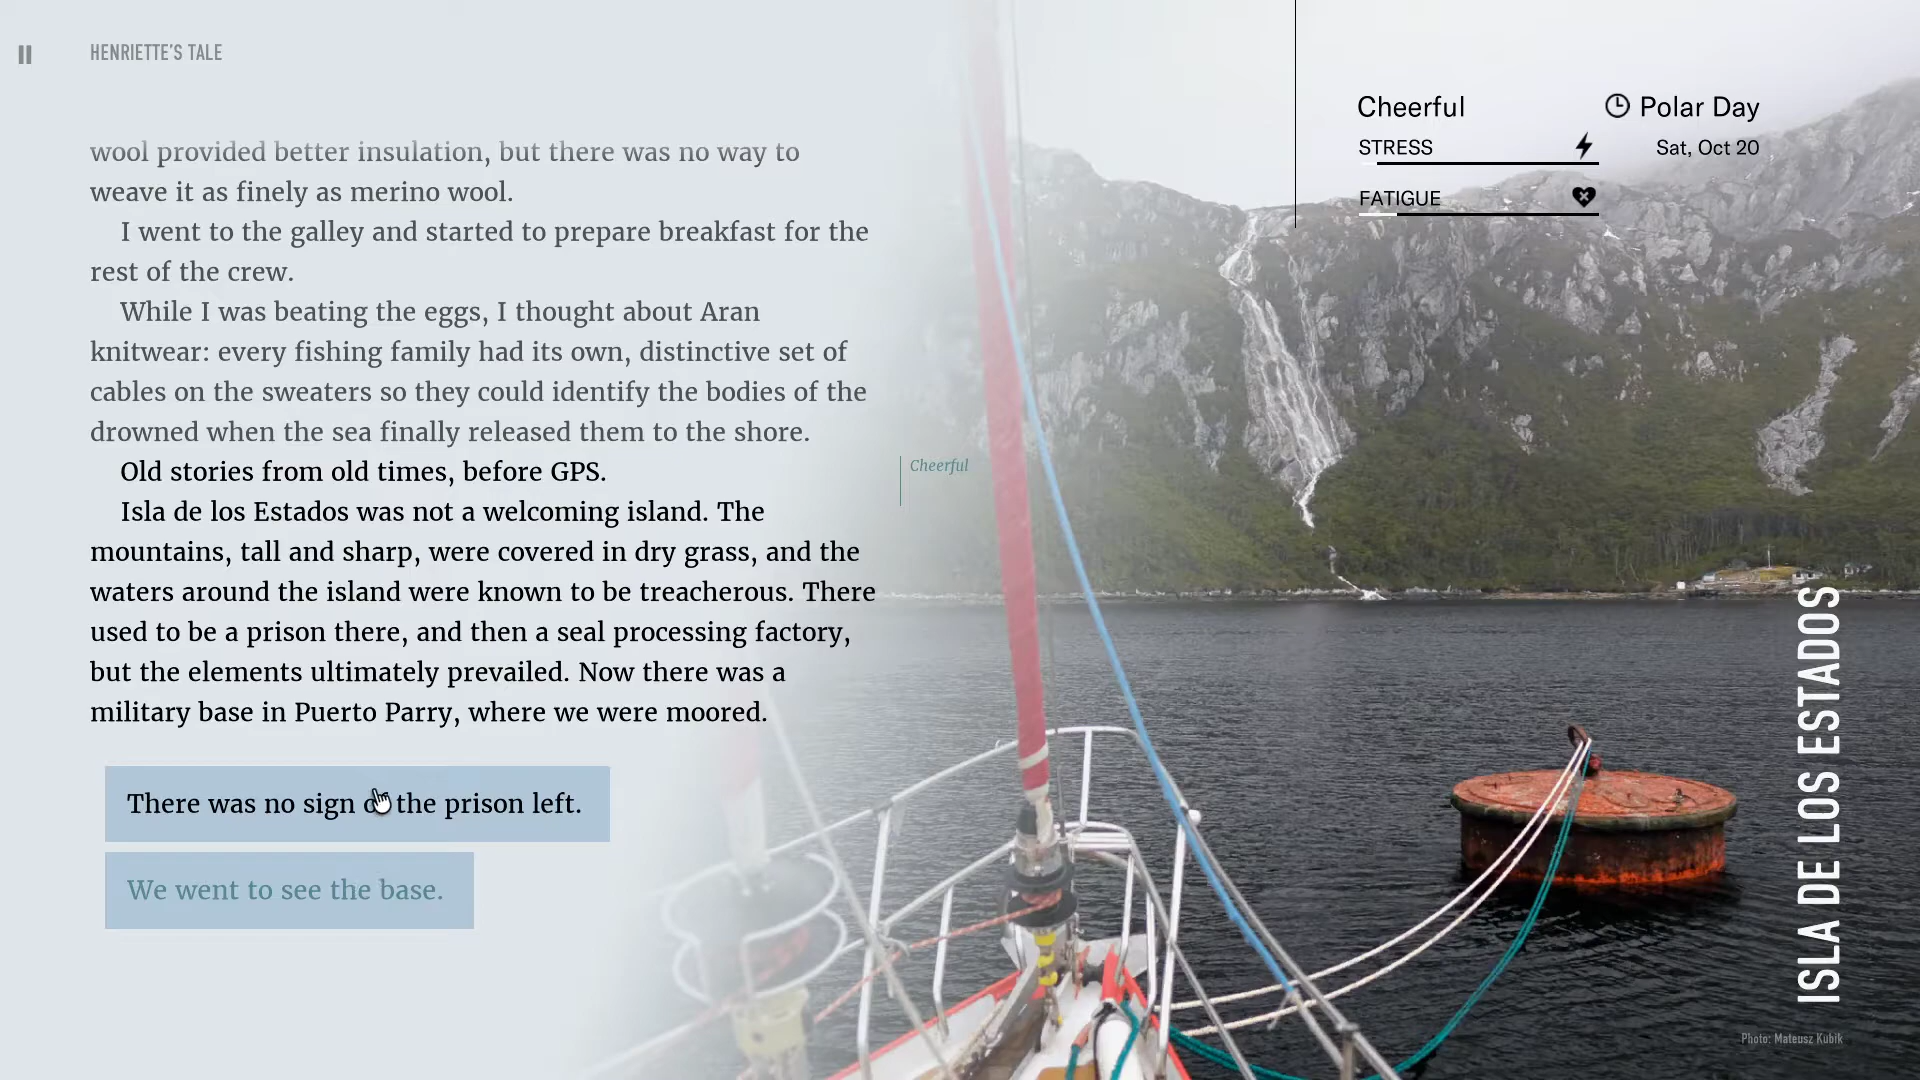 HENRIETTE'S TALE
wool provided better insulation, but there was no way to
weave it as finely as merino wool.
I went to the galley and started to prepare breakfast for the
rest of the crew.
While I was beating the eggs, I thought about Aran
knitwear: every fishing family had its own, distinctive set of
cables on the sweaters so they could identify the bodies of the
drowned when the sea finally released them to the shore.
Old stories from old times, before GPS.
Isla de los Estados was not a welcoming island. The
mountains, tall and sharp, were covered in dry grass, and the
waters around the island were known to be treacherous. There
used to be a prison there, and then a seal processing factory,
but the elements ultimately prevailed. Now there was a
military base in Puerto Parry, where we were moored.
There was no sign of the prison left.
We went to see the base.
Cheerful
Cheerful
STRESS
FATIGUE
Polar Day
Sat, Oct 20
ISLA DE LOS ESTADOS
Photo: Mateusz Kubik